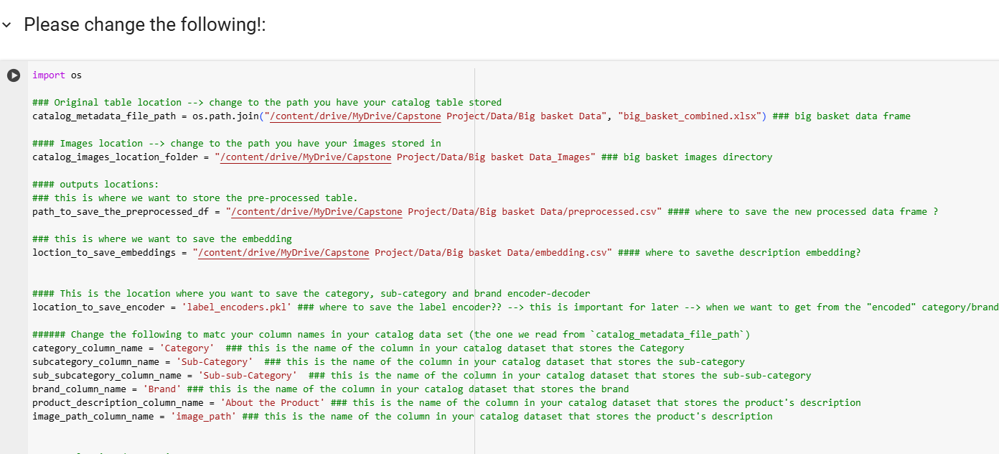 Please change the following!:
import os
### Original table location --> change to the path you have your catalog table stored
catalog_metadata_file_path = os.path.join("/content/drive/MyDrive/Capstone Project/Data/Big basket Data", "big_basket_combined.xlsx") ### big basket data frame
#### Images location --> change to the path you have your images stored in
catalog_images_location_folder = "/content/drive/MyDrive/Capstone Project/Data/Big basket Data_Images" ### big basket images directory
#### outputs locations:
### this is where we want to store the pre-processed table.
path_to_save_the_preprocessed_df = "/content/drive/MyDrive/Capstone Project/Data/Big basket Data/preprocessed.csv" #### where to save the new processed data frame ?
### this is where we want to save the embedding
loction_to_save_embeddings = "/content/drive/MyDrive/Capstone Project/Data/Big basket Data/embedding.csv" #### where to savethe description embedding?
#### This is the location where you want to save the category, sub-category and brand encoder-decoder
location_to_save_encoder = 'label_encoders.pkl' ### where to save the label encoder?? --> this is important for later --> when we want to get from the "encoded" category/brand
###### Change the following to matc your column names in your catalog data set (the one we read from `catalog_metadata_file_path`)
category_column_name = 'Category'  ### this is the name of the column in your catalog dataset that stores the Category
subcategory_column_name = 'Sub-Category'  ### this is the name of the column in your catalog dataset that stores the sub-category
sub_subcategory_column_name = 'Sub-sub-Category'  ### this is the name of the column in your catalog dataset that stores the sub-sub-category
brand_column_name = 'Brand' ### this is the name of the column in your catalog dataset that stores the brand
product_description_column_name = 'About the Product' ### this is the name of the column in your catalog dataset that stores the product's description
image_path_column_name = 'image_path' ### this is the name of the column in your catalog dataset that stores the product's description